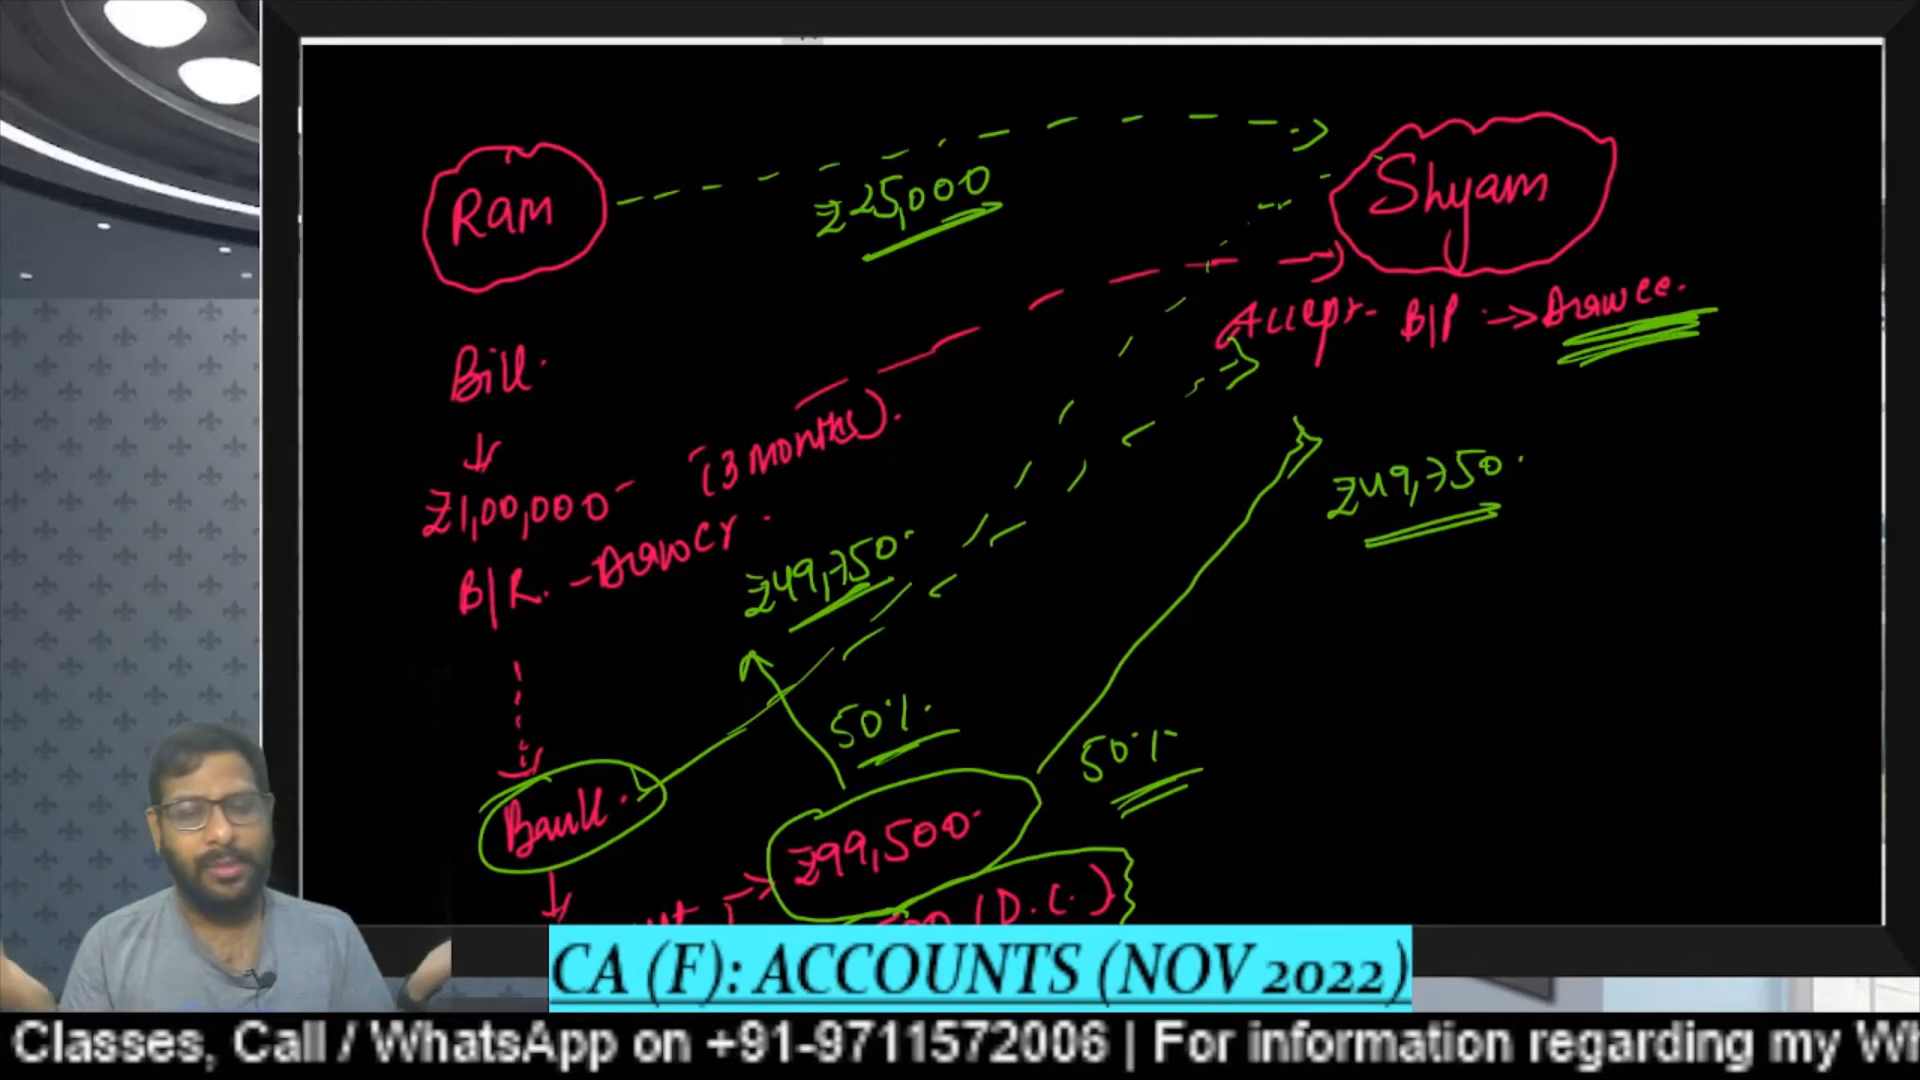 Ram
₹25,000
Shyam
Accept- B/P → Drawee.
Bill.
₹1,00,000
(3 months).
B/R. - Drawer.
₹49,750.
₹49,750.
50%.
50%
Bank.
₹99,500
(D.C.)
CA (F): ACCOUNTS (NOV 2022)
Classes, Call / WhatsApp on +91-9711572006 | For information regarding my Wh